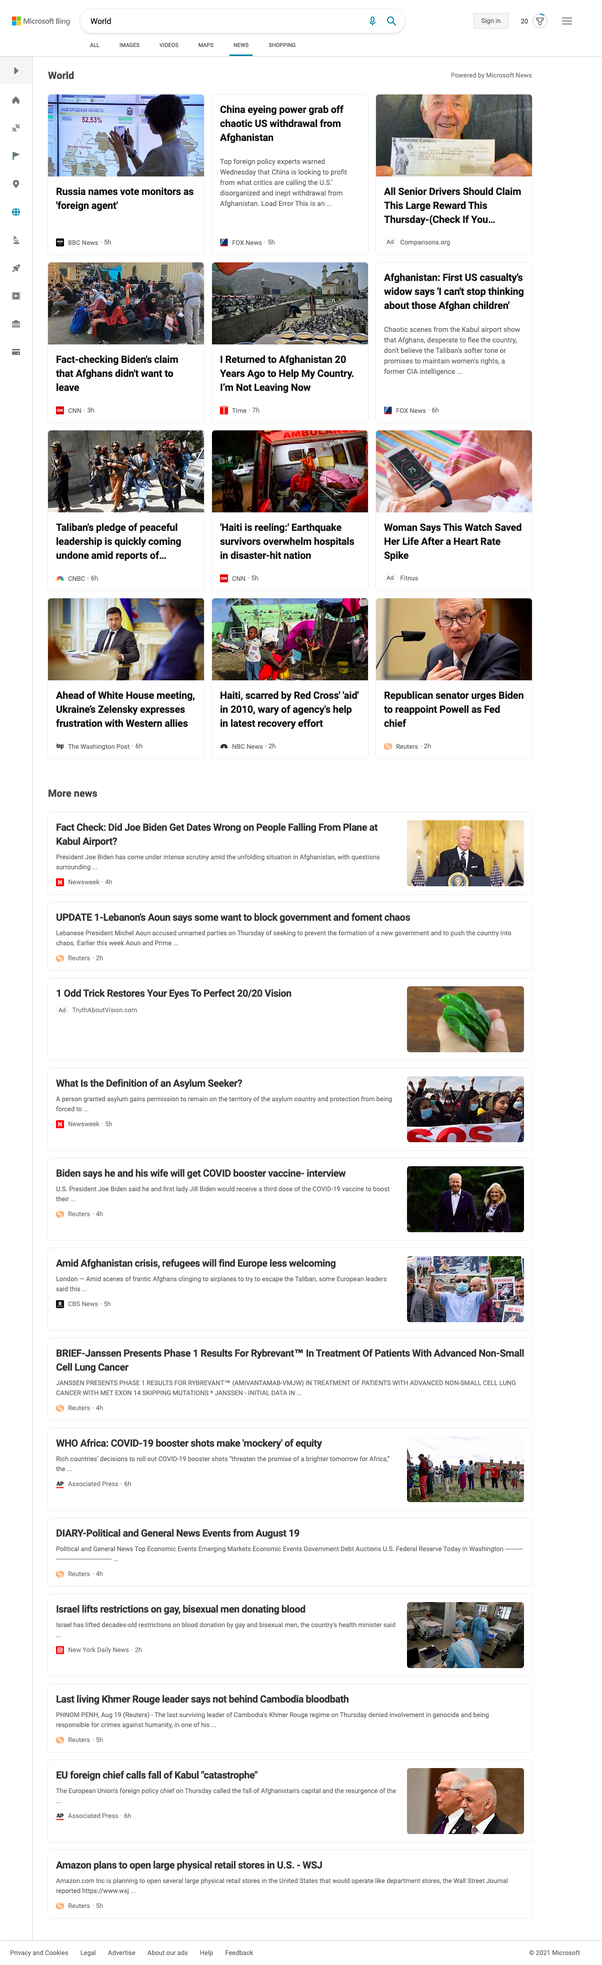 Microsoft Bing
World
Sign in
20
ALL
IMAGES
VIDEOS
MAPS
NEWS
SHOPPING
World
Powered by Microsoft News
52,53%
Russia names vote monitors as
'foreign agent'
BBC News · 5h
China eyeing power grab off
chaotic US withdrawal from
Afghanistan
Top foreign policy experts warned
Wednesday that China is looking to profit
from what critics are calling the U.S.'
disorganized and inept withdrawal from
Afghanistan. Load Error This is an ...
FOX News · 5h
All Senior Drivers Should Claim
This Large Reward This
Thursday-(Check If You...
Ad Comparisons.org
Fact-checking Biden's claim
that Afghans didn't want to
leave
CNN · 3h
I Returned to Afghanistan 20
Years Ago to Help My Country.
I'm Not Leaving Now
Time · 7h
Afghanistan: First US casualty's
widow says 'I can't stop thinking
about those Afghan children'
Chaotic scenes from the Kabul airport show
that Afghans, desperate to flee the country,
don't believe the Taliban's softer tone or
promises to maintain women's rights, a
former CIA intelligence ...
FOX News · 6h
Taliban's pledge of peaceful
leadership is quickly coming
undone amid reports of...
CNBC · 6h
AMBULANCE
'Haiti is reeling:' Earthquake
survivors overwhelm hospitals
in disaster-hit nation
CNN · 5h
75
Woman Says This Watch Saved
Her Life After a Heart Rate
Spike
Ad Fitnus
Ahead of White House meeting,
Ukraine's Zelensky expresses
frustration with Western allies
wp The Washington Post · 6h
Haiti, scarred by Red Cross' 'aid'
in 2010, wary of agency's help
in latest recovery effort
NBC News · 2h
Republican senator urges Biden
to reappoint Powell as Fed
chief
Reuters · 2h
More news
Fact Check: Did Joe Biden Get Dates Wrong on People Falling From Plane at
Kabul Airport?
President Joe Biden has come under intense scrutiny amid the unfolding situation in Afghanistan, with questions
surrounding ...
N Newsweek · 4h
UPDATE 1-Lebanon's Aoun says some want to block government and foment chaos
Lebanese President Michel Aoun accused unnamed parties on Thursday of seeking to prevent the formation of a new government and to push the country into
chaos. Earlier this week Aoun and Prime ...
Reuters · 2h
1 Odd Trick Restores Your Eyes To Perfect 20/20 Vision
Ad TruthAboutVision.com
What Is the Definition of an Asylum Seeker?
A person granted asylum gains permission to remain on the territory of the asylum country and protection from being
forced to ...
N Newsweek · 5h
SOS
Biden says he and his wife will get COVID booster vaccine- interview
U.S. President Joe Biden said he and first lady Jill Biden would receive a third dose of the COVID-19 vaccine to boost
their ...
Reuters · 4h
Amid Afghanistan crisis, refugees will find Europe less welcoming
London — Amid scenes of frantic Afghans clinging to airplanes to try to escape the Taliban, some European leaders
said this ...
CBS News · 5h
BRIEF-Janssen Presents Phase 1 Results For Rybrevant™ In Treatment Of Patients With Advanced Non-Small
Cell Lung Cancer
JANSSEN PRESENTS PHASE 1 RESULTS FOR RYBREVANT™ (AMIVANTAMAB-VMJW) IN TREATMENT OF PATIENTS WITH ADVANCED NON-SMALL CELL LUNG
CANCER WITH MET EXON 14 SKIPPING MUTATIONS * JANSSEN - INITIAL DATA IN ...
Reuters · 4h
WHO Africa: COVID-19 booster shots make 'mockery' of equity
Rich countries' decisions to roll out COVID-19 booster shots "threaten the promise of a brighter tomorrow for Africa,"
the ...
AP Associated Press · 6h
DIARY-Political and General News Events from August 19
Political and General News Top Economic Events Emerging Markets Economic Events Government Debt Auctions U.S. Federal Reserve Today in Washington --------
------------------------- ...
Reuters · 4h
Israel lifts restrictions on gay, bisexual men donating blood
Israel has lifted decades-old restrictions on blood donation by gay and bisexual men, the country's health minister said
...
New York Daily News · 2h
Last living Khmer Rouge leader says not behind Cambodia bloodbath
PHNOM PENH, Aug 19 (Reuters) - The last surviving leader of Cambodia's Khmer Rouge regime on Thursday denied involvement in genocide and being
responsible for crimes against humanity, in one of his ...
Reuters · 5h
EU foreign chief calls fall of Kabul "catastrophe"
The European Union's foreign policy chief on Thursday called the fall of Afghanistan's capital and the resurgence of the
...
AP Associated Press · 6h
Amazon plans to open large physical retail stores in U.S. - WSJ
Amazon.com Inc is planning to open several large physical retail stores in the United States that would operate like department stores, the Wall Street Journal
reported https://www.wsj ...
Reuters · 5h
Privacy and Cookies
Legal
Advertise
About our ads
Help
Feedback
© 2021 Microsoft